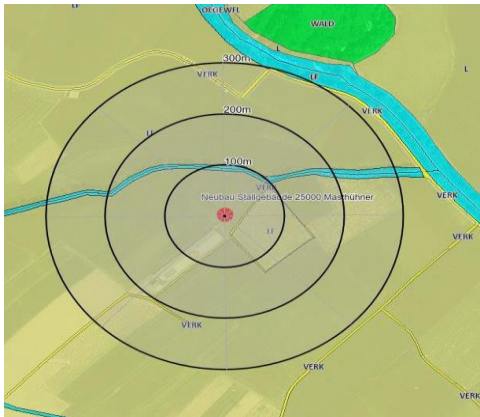 LF
OEGEWFL
WALD
L
300m
VERK
LF
L
200m
VERK
LF
100m
VERK
Neubau Stallgebäude 25000 Masthühner
VERK
LF
VERK
VERK
VERK
VERK